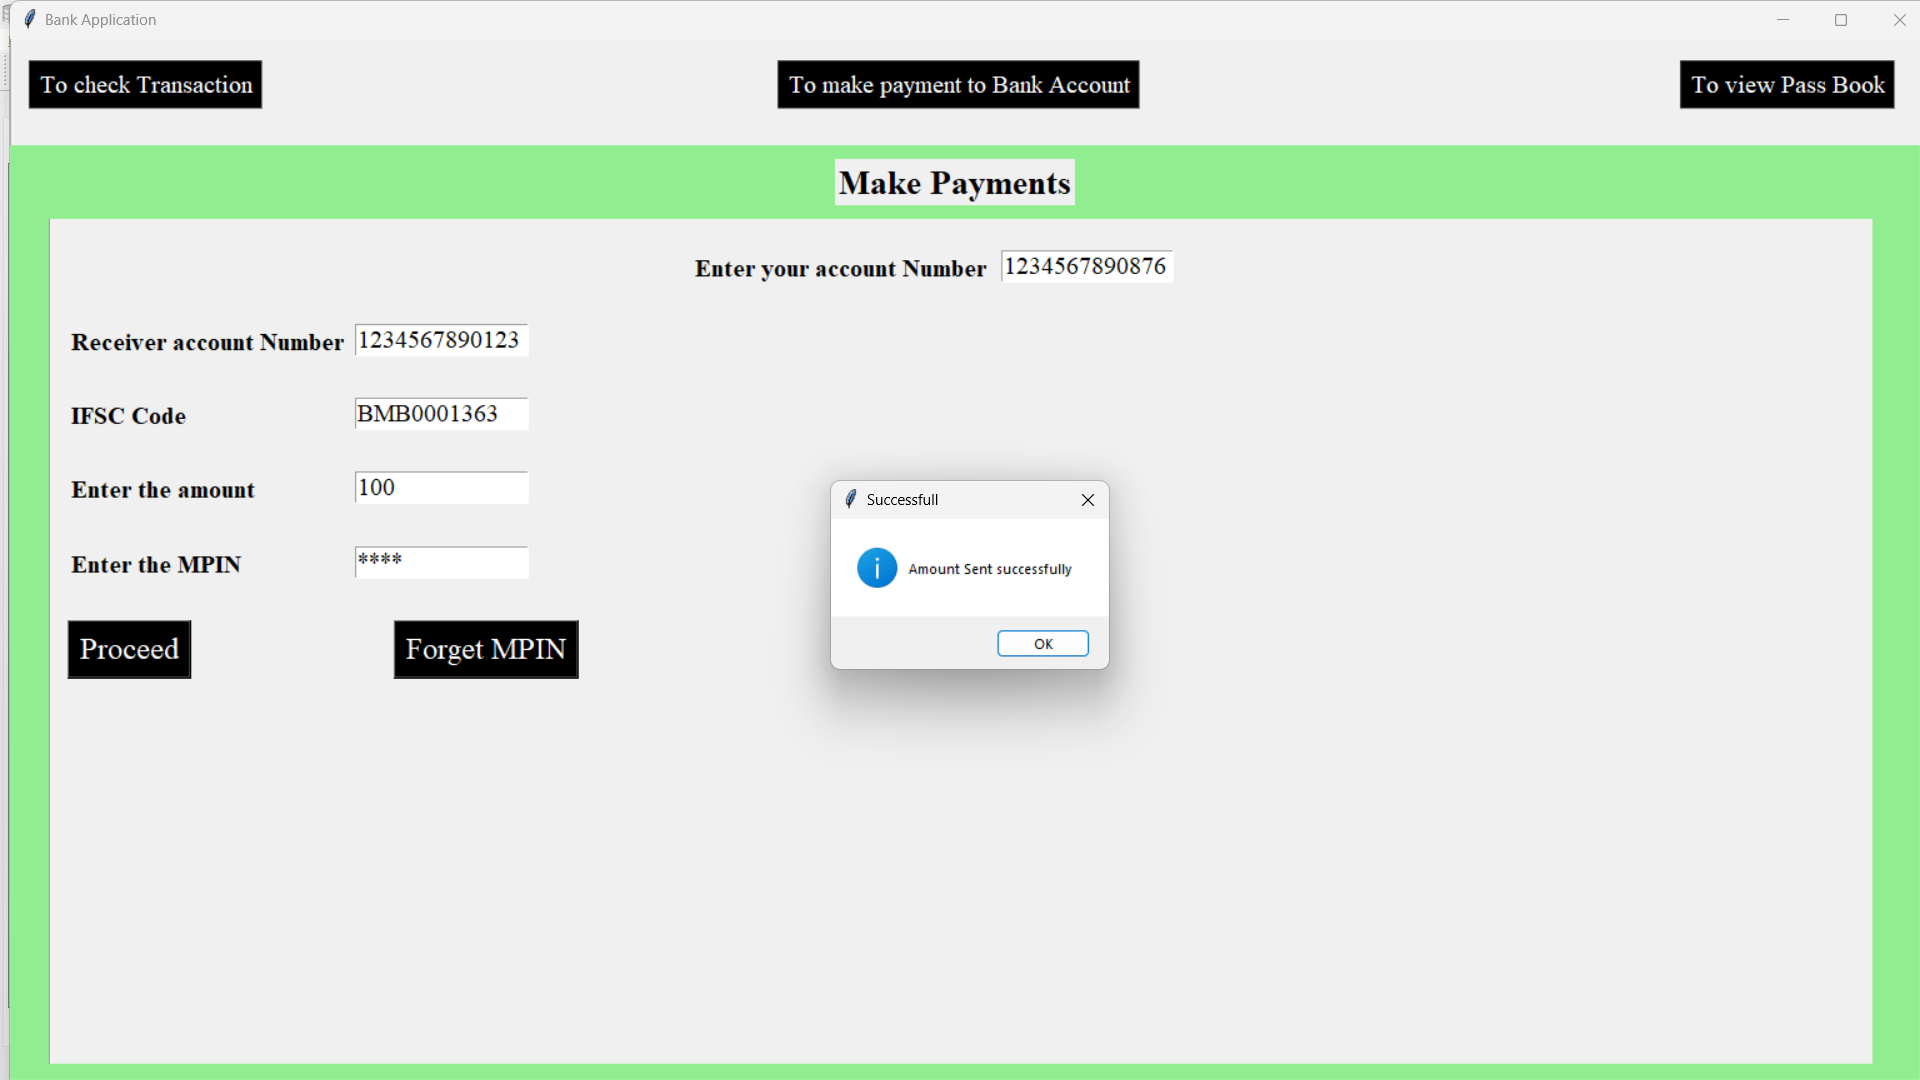 Bank Application
To check Transaction
To make payment to Bank Account
To view Pass Book
Make Payments
Enter your account Number 1234567890876
Receiver account Number 1234567890123
IFSC Code BMB0001363
Enter the amount 100
Enter the MPIN ****
Proceed
Forget MPIN
Successfull
Amount Sent successfully
OK